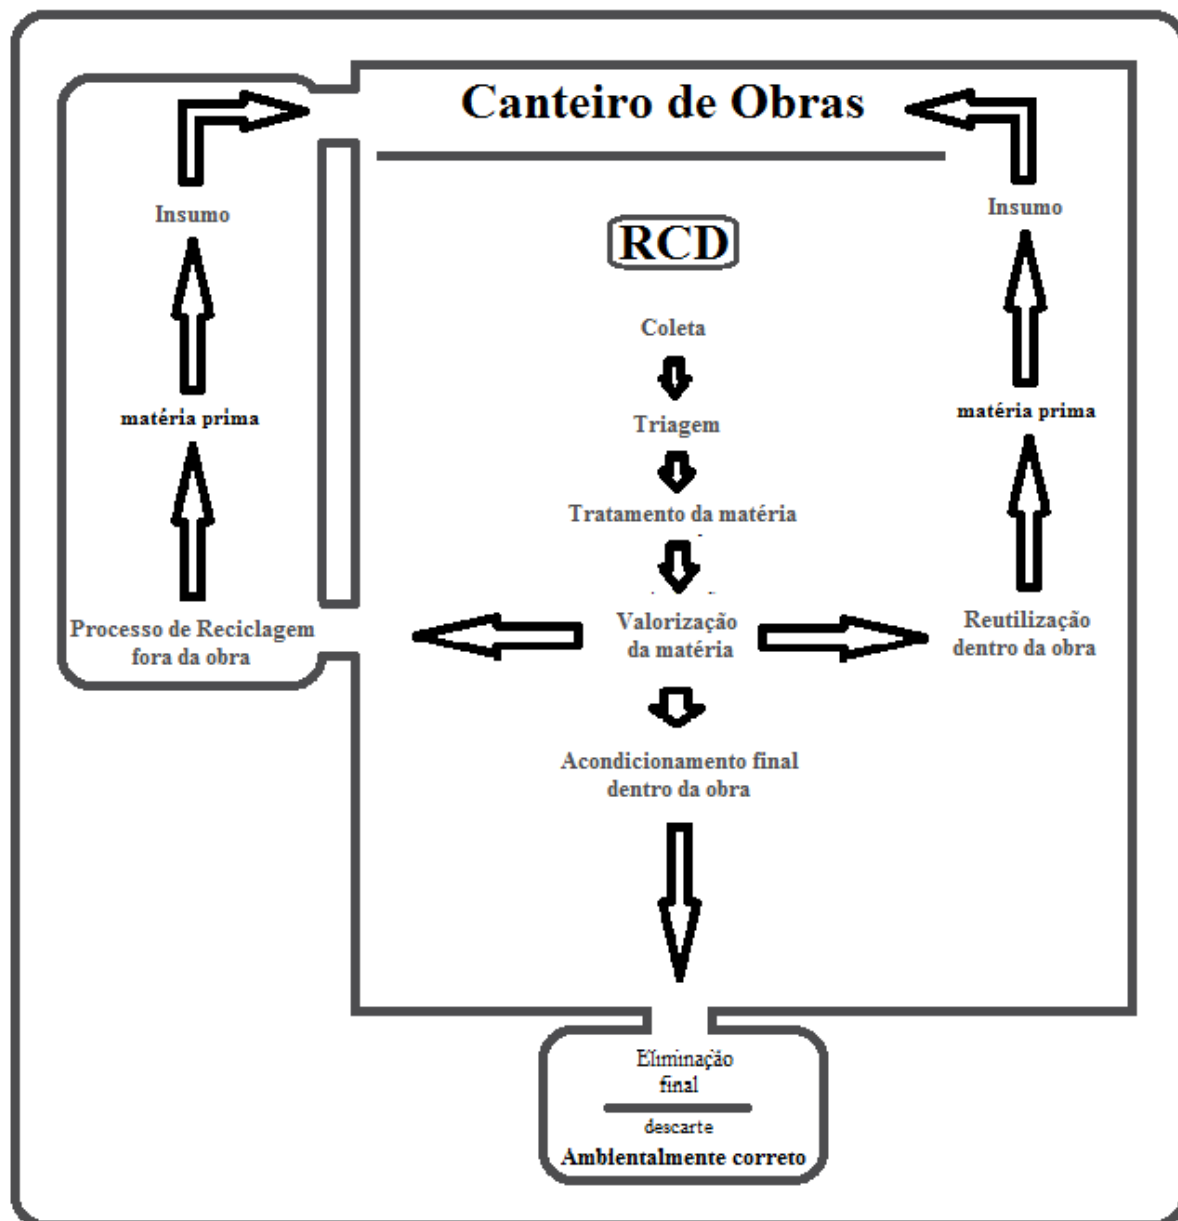 Canteiro de Obras
Insumo
matéria prima
Processo de Reciclagem
fora da obra
RCD
Coleta
Triagem
Tratamento da matéria
Valorização
da matéria
Acondicionamento final
dentro da obra
Insumo
matéria prima
Reutilização
dentro da obra
Eliminação
final
descarte
Ambientalmente correto